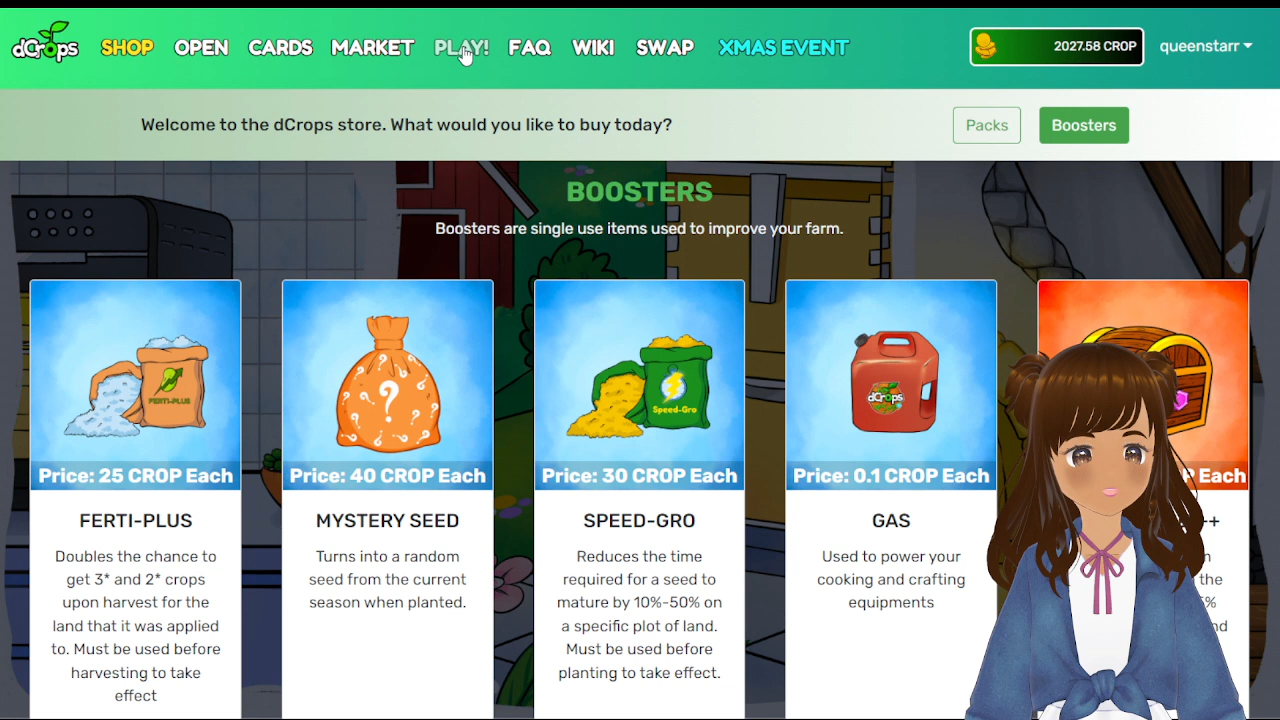 dCrops SHOP OPEN CARDS MARKET PLAY! FAQ WIKI SWAP XMAS EVENT 2027.58 CROP queenstarr
Welcome to the dCrops store. What would you like to buy today? Packs Boosters
BOOSTERS
Boosters are single use items used to improve your farm.
FERTI-PLUS
Speed-Gro
dCrops
Price: 25 CROP Each
Price: 40 CROP Each
Price: 30 CROP Each
Price: 0.1 CROP Each
P Each
FERTI-PLUS
Doubles the chance to
get 3* and 2* crops
upon harvest for the
land that it was applied
to. Must be used before
harvesting to take
effect
MYSTERY SEED
Turns into a random
seed from the current
season when planted.
SPEED-GRO
Reduces the time
required for a seed to
mature by 10%-50% on
a specific plot of land.
Must be used before
planting to take effect.
GAS
Used to power your
cooking and crafting
equipments